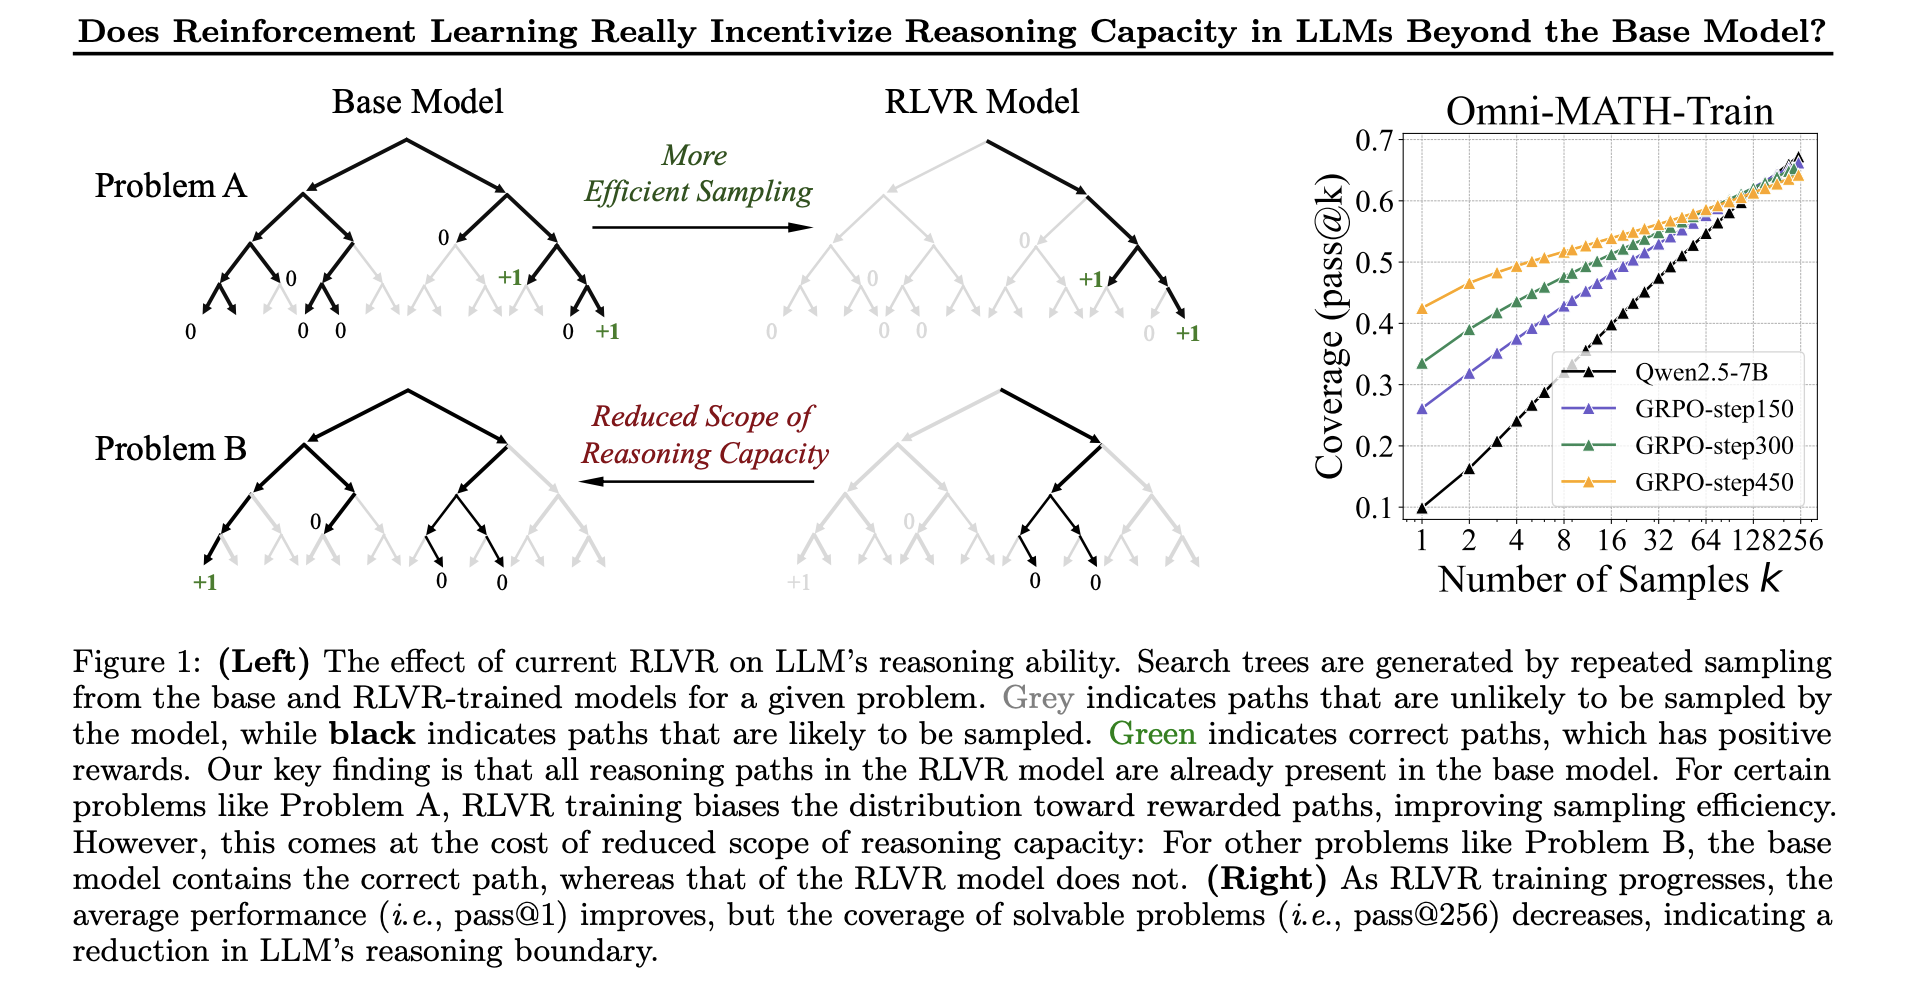 Does Reinforcement Learning Really Incentivize Reasoning Capacity in LLMs Beyond the Base Model?
Base Model
RLVR Model
Problem A
More
Efficient Sampling
0
0
+1
0
0
0
0
+1
0
0
+1
0
0
0
0
+1
Problem B
Reduced Scope of
Reasoning Capacity
0
+1
0
0
0
+1
0
0
Omni-MATH-Train
Coverage (pass@k)
0.7
0.6
0.5
0.4
0.3
0.2
0.1
Qwen2.5-7B
GRPO-step150
GRPO-step300
GRPO-step450
1 2 4 8 16 32 64 128 256
Number of Samples k
Figure 1: (Left) The effect of current RLVR on LLM's reasoning ability. Search trees are generated by repeated sampling
from the base and RLVR-trained models for a given problem. Grey indicates paths that are unlikely to be sampled by
the model, while black indicates paths that are likely to be sampled. Green indicates correct paths, which has positive
rewards. Our key finding is that all reasoning paths in the RLVR model are already present in the base model. For certain
problems like Problem A, RLVR training biases the distribution toward rewarded paths, improving sampling efficiency.
However, this comes at the cost of reduced scope of reasoning capacity: For other problems like Problem B, the base
model contains the correct path, whereas that of the RLVR model does not. (Right) As RLVR training progresses, the
average performance (i.e., pass@1) improves, but the coverage of solvable problems (i.e., pass@256) decreases, indicating a
reduction in LLM's reasoning boundary.